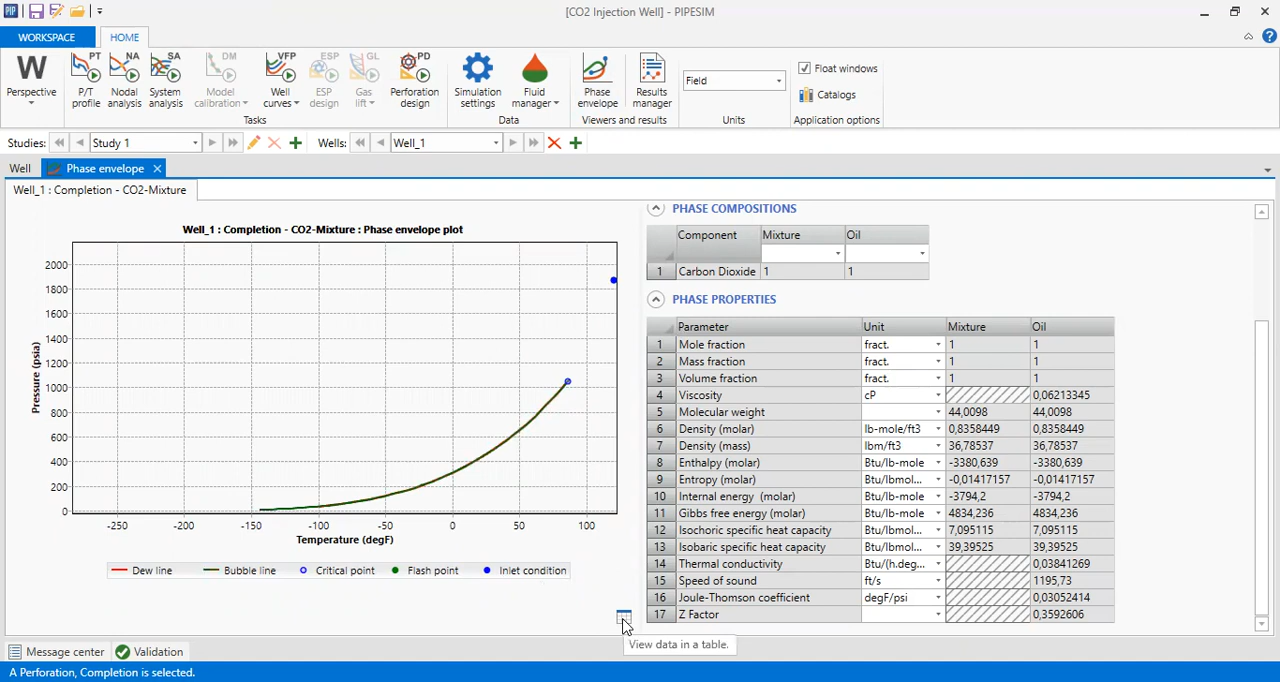 PIP
[CO2 Injection Well] - PIPESIM
WORKSPACE HOME
W PT NA SA DM VFP ESP GL PD
Perspective
P/T profile
Nodal analysis
System analysis
Model calibration
Well curves
ESP design
Gas lift
Perforation design
Simulation settings
Fluid manager
Phase envelope
Results manager
Field
Float windows
Catalogs
Tasks Data Viewers and results Units Application options
Studies: Study 1 Wells: Well_1
Well Phase envelope
Well_1 : Completion - CO2-Mixture
Well_1 : Completion - CO2-Mixture : Phase envelope plot
Pressure (psia)
2000
1800
1600
1400
1200
1000
800
600
400
200
0
-250 -200 -150 -100 -50 0 50 100
Temperature (degF)
Dew line Bubble line Critical point Flash point Inlet condition
PHASE COMPOSITIONS
Component Mixture Oil
1 Carbon Dioxide 1 1
PHASE PROPERTIES
Parameter Unit Mixture Oil
1 Mole fraction fract. 1 1
2 Mass fraction fract. 1 1
3 Volume fraction fract. 1 1
4 Viscosity cP 0,06213345
5 Molecular weight 44,0098 44,0098
6 Density (molar) lb-mole/ft3 0,8358449 0,8358449
7 Density (mass) lbm/ft3 36,78537 36,78537
8 Enthalpy (molar) Btu/lb-mole -3380,639 -3380,639
9 Entropy (molar) Btu/lbmol... -0,01417157 -0,01417157
10 Internal energy (molar) Btu/lb-mole -3794,2 -3794,2
11 Gibbs free energy (molar) Btu/lb-mole 4834,236 4834,236
12 Isochoric specific heat capacity Btu/lbmol... 7,095115 7,095115
13 Isobaric specific heat capacity Btu/lbmol... 39,39525 39,39525
14 Thermal conductivity Btu/(h.deg... 0,03841269
15 Speed of sound ft/s 1195,73
16 Joule-Thomson coefficient degF/psi 0,03052414
17 Z Factor 0,3592606
View data in a table.
Message center Validation
A Perforation, Completion is selected.